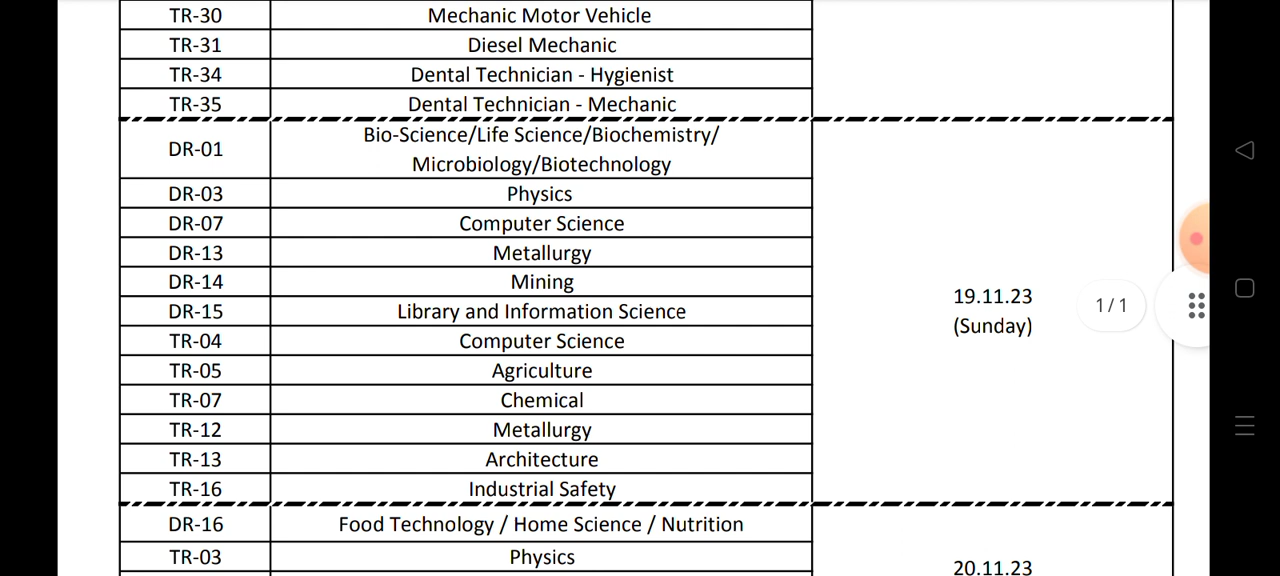 TR-30 Mechanic Motor Vehicle
TR-31 Diesel Mechanic
TR-34 Dental Technician - Hygienist
TR-35 Dental Technician - Mechanic
DR-01 Bio-Science/Life Science/Biochemistry/
Microbiology/Biotechnology
DR-03 Physics
DR-07 Computer Science
DR-13 Metallurgy
DR-14 Mining
DR-15 Library and Information Science
TR-04 Computer Science
TR-05 Agriculture
TR-07 Chemical
TR-12 Metallurgy
TR-13 Architecture
TR-16 Industrial Safety
19.11.23
(Sunday)
1/1
DR-16 Food Technology / Home Science / Nutrition
TR-03 Physics
20.11.23